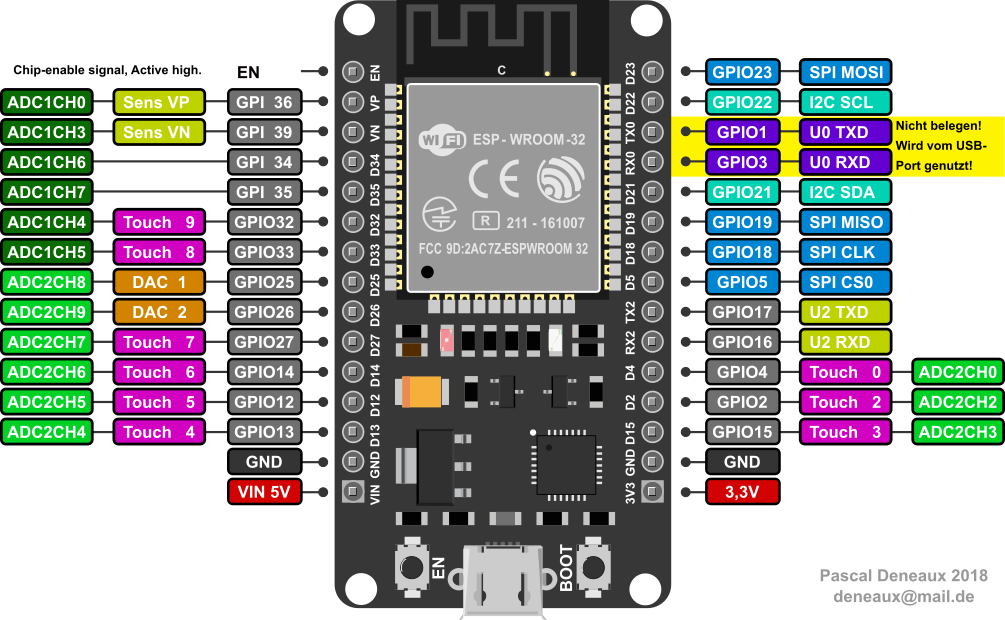 C
Chip-enable signal, Active high. EN EN D23 GPIO23 SPI MOSI
ADC1CH0 Sens VP GPI 36 VP D22 GPIO22 I2C SCL
ADC1CH3 Sens VN GPI 39 VN TX0 GPIO1 U0 TXD Nicht belegen!
Wird vom USB-
ADC1CH6 GPI 34 D34 RX0 GPIO3 U0 RXD Port genutzt!
ADC1CH7 GPI 35 D35 D21 GPIO21 I2C SDA
ADC1CH4 Touch 9 GPIO32 D32 D19 GPIO19 SPI MISO
ADC1CH5 Touch 8 GPIO33 D33 D18 GPIO18 SPI CLK
ADC2CH8 DAC 1 GPIO25 D25 D5 GPIO5 SPI CS0
ADC2CH9 DAC 2 GPIO26 D26 TX2 GPIO17 U2 TXD
ADC2CH7 Touch 7 GPIO27 D27 RX2 GPIO16 U2 RXD
ADC2CH6 Touch 6 GPIO14 D14 D4 GPIO4 Touch 0 ADC2CH0
ADC2CH5 Touch 5 GPIO12 D12 D2 GPIO2 Touch 2 ADC2CH2
ADC2CH4 Touch 4 GPIO13 D13 D15 GPIO15 Touch 3 ADC2CH3
GND GND GND GND
VIN 5V VIN 3V3 3,3V
Wi Fi ESP - WROOM -32
CE
R 211 - 161007
FCC 9D:2AC7Z-ESPWROOM 32
EN BOOT
Pascal Deneaux 2018
deneaux@mail.de